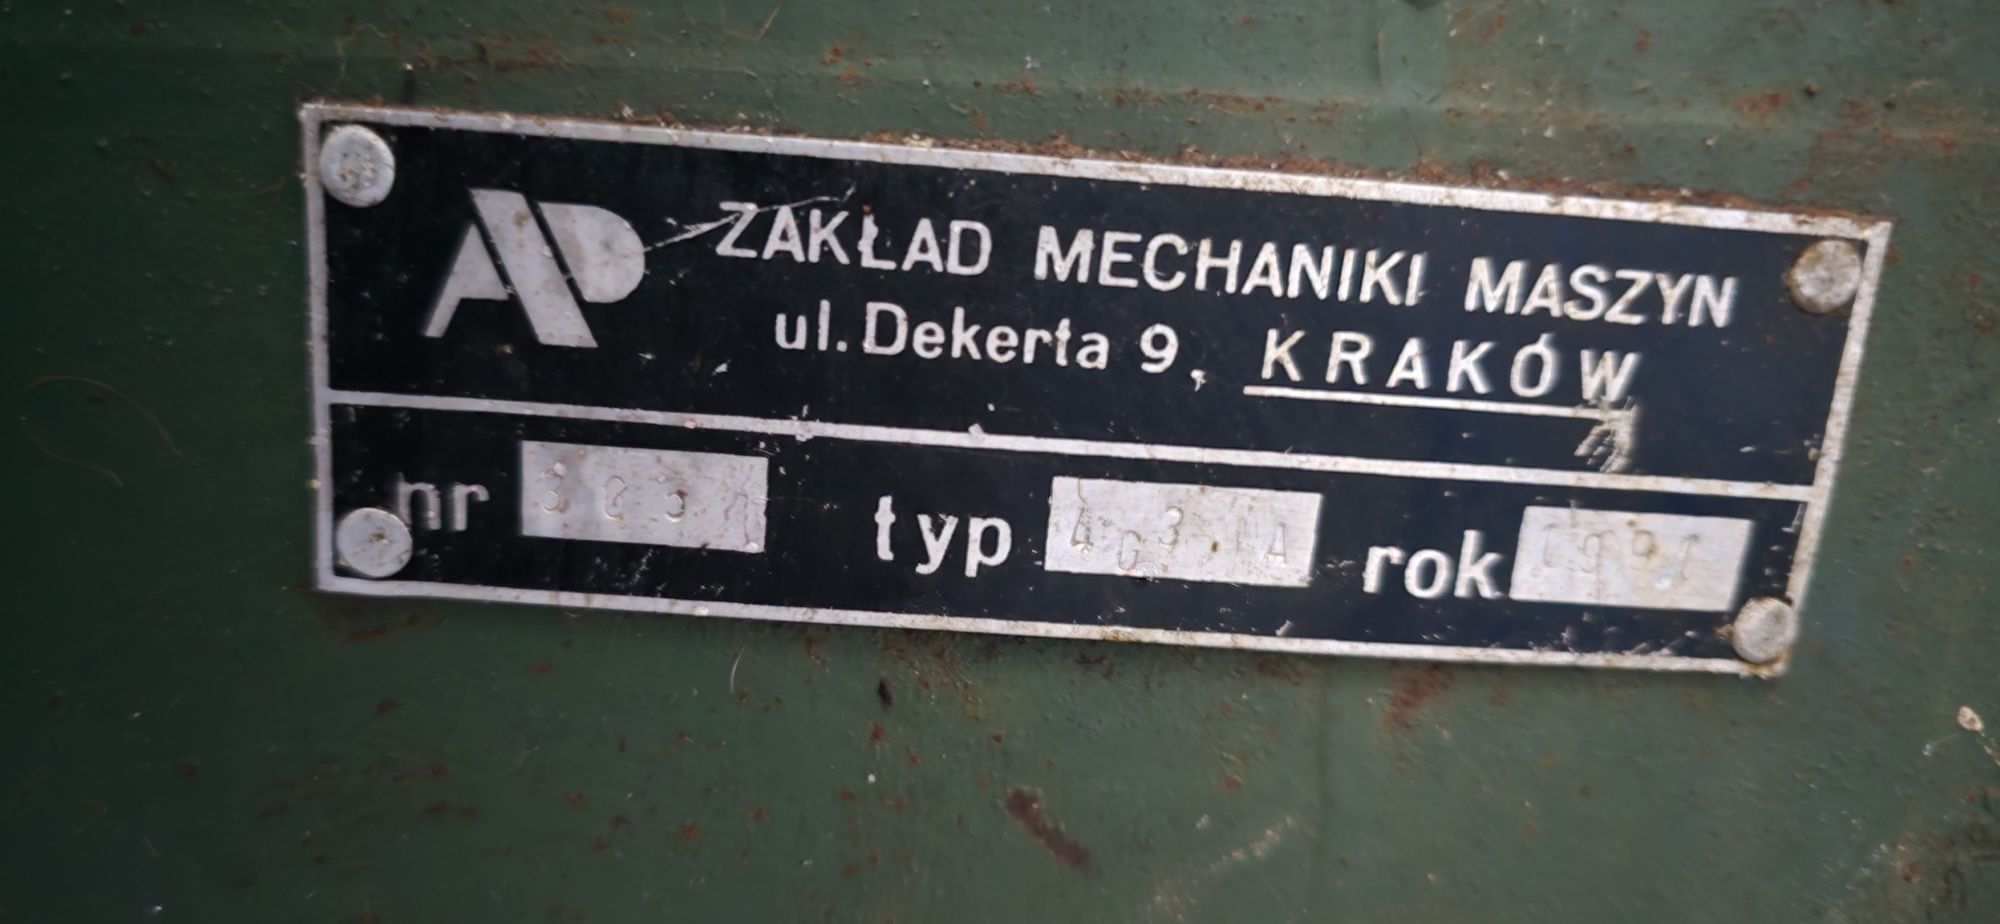 AP
ZAKŁAD MECHANIKI MASZYN
ul. Dekerta 9, KRAKÓW
nr typ rok